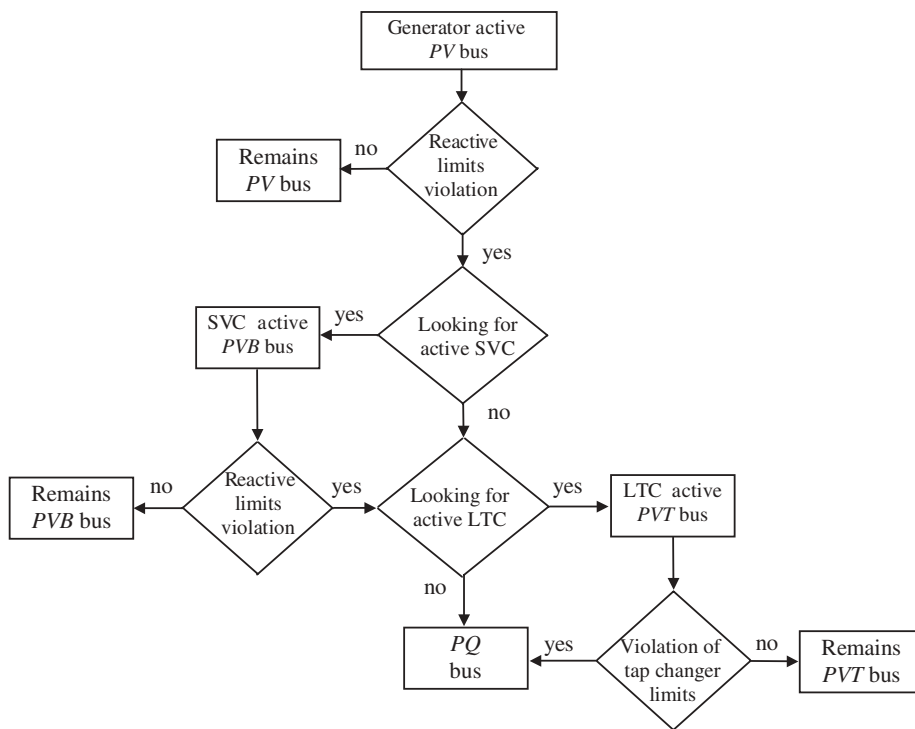 Generator active
PV bus
Reactive
limits
violation
no
Remains
PV bus
yes
Looking for
active SVC
yes
SVC active
PVB bus
no
Reactive
limits
violation
no
Remains
PVB bus
yes
Looking for
active LTC
yes
LTC active
PVT bus
no
PQ
bus
yes
Violation of
tap changer
limits
no
Remains
PVT bus